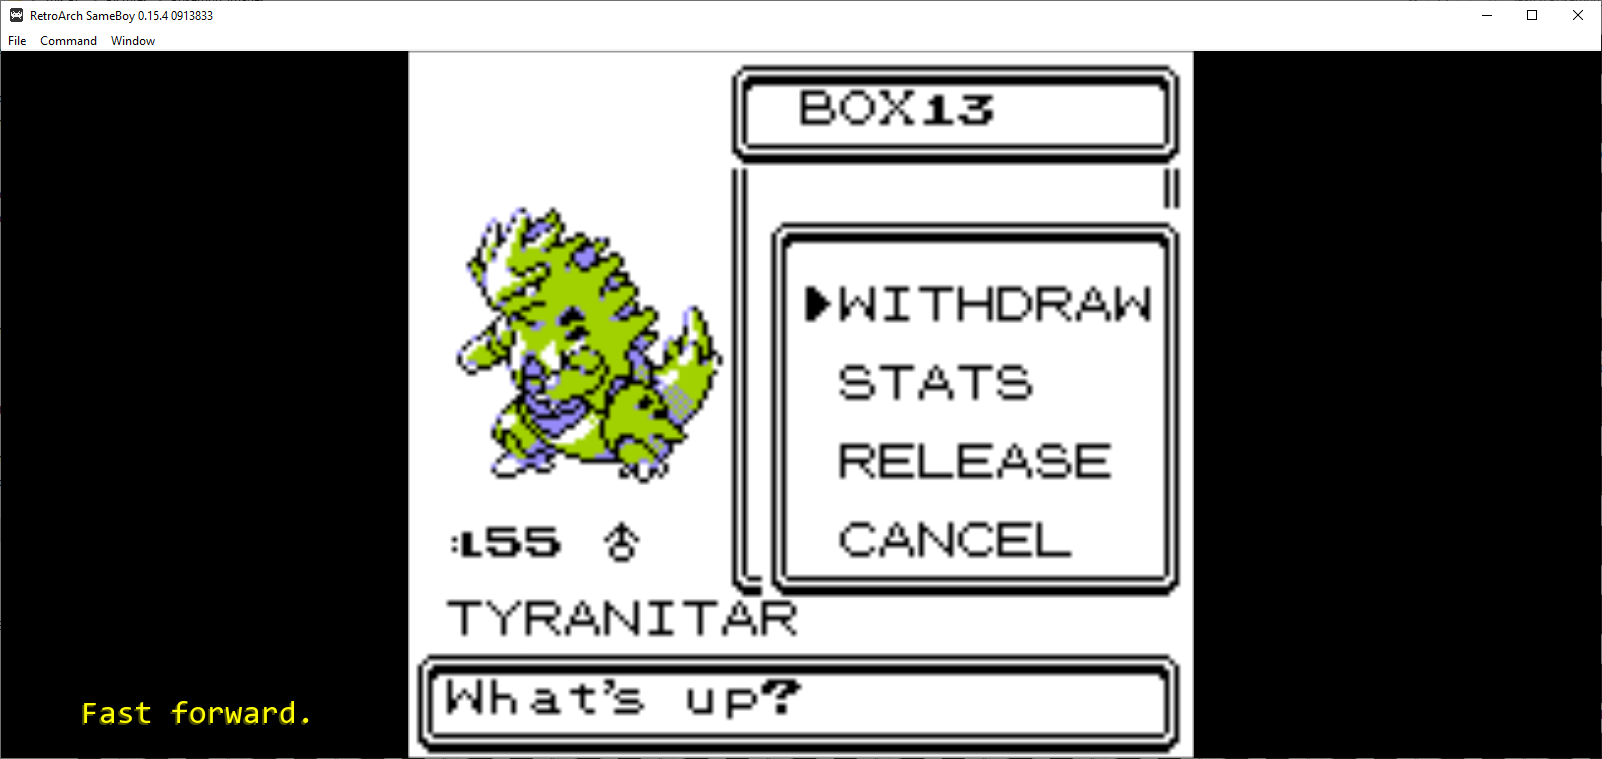 RetroArch SameBoy 0.15.4 0913833
File Command Window
BOX13
WITHDRAW
STATS
RELEASE
CANCEL
:L55 ♂
TYRANITAR
What's up?
Fast forward.